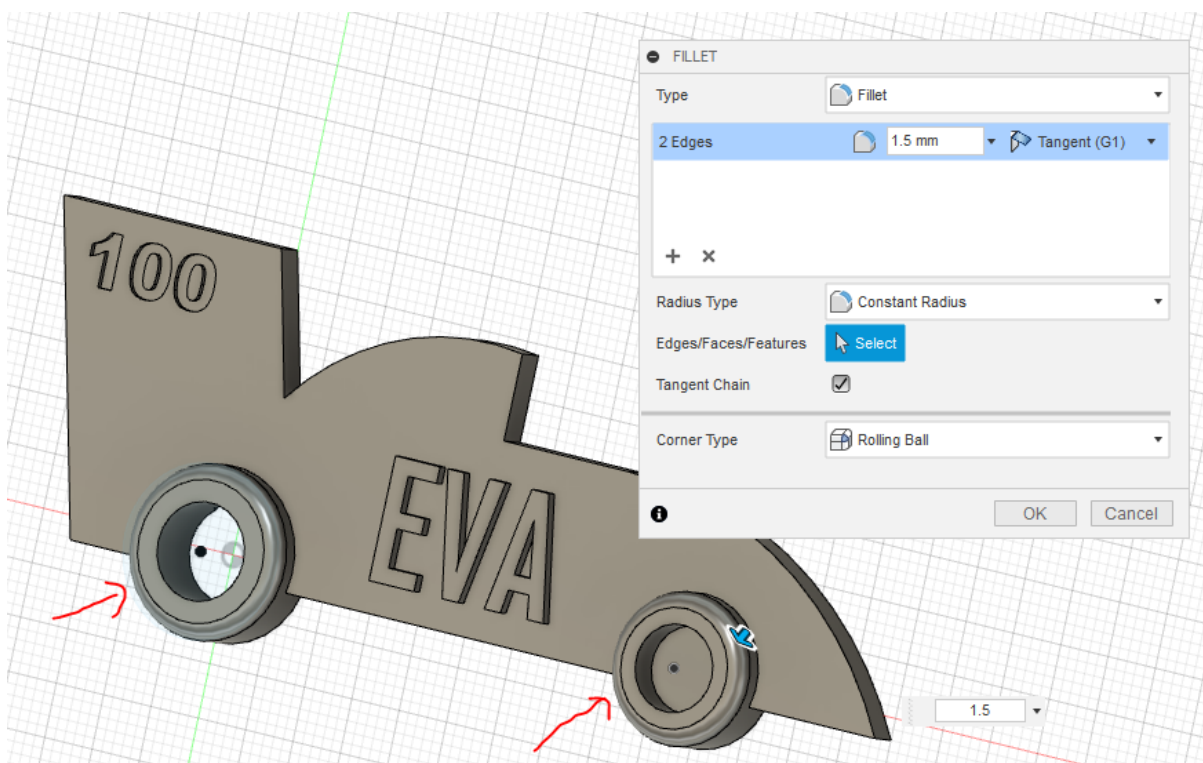 FILLET
Type Fillet
2 Edges 1.5 mm Tangent (G1)
Radius Type Constant Radius
Edges/Faces/Features Select
Tangent Chain
Corner Type Rolling Ball
OK Cancel
100
EVA
1.5